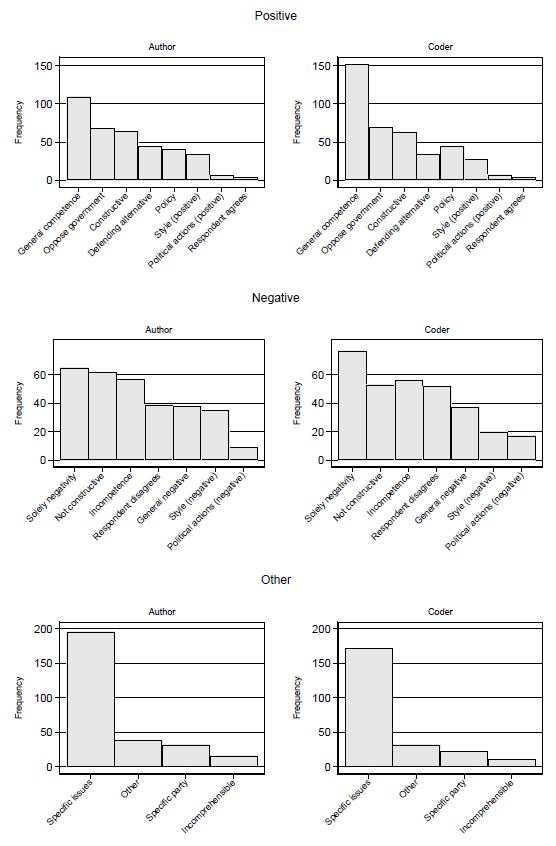 Positive
Author
Coder
Frequency
150
100
50
0
General competence
Oppose government
Constructive
Defending alternative
Policy
Style (positive)
Political actions (positive)
Respondent agrees
Frequency
150
100
50
0
General competence
Oppose government
Constructive
Defending alternative
Policy
Style (positive)
Political actions (positive)
Respondent agrees
Negative
Author
Coder
Frequency
60
40
20
0
Solely negativity
Not constructive
Incompetence
Respondent disagrees
General negative
Style (negative)
Political actions (negative)
Frequency
60
40
20
0
Solely negativity
Not constructive
Incompetence
Respondent disagrees
General negative
Style (negative)
Political actions (negative)
Other
Author
Coder
Frequency
200
150
100
50
0
Specific issues
Other
Specific party
Incomprehensible
Frequency
200
150
100
50
0
Specific issues
Other
Specific party
Incomprehensible